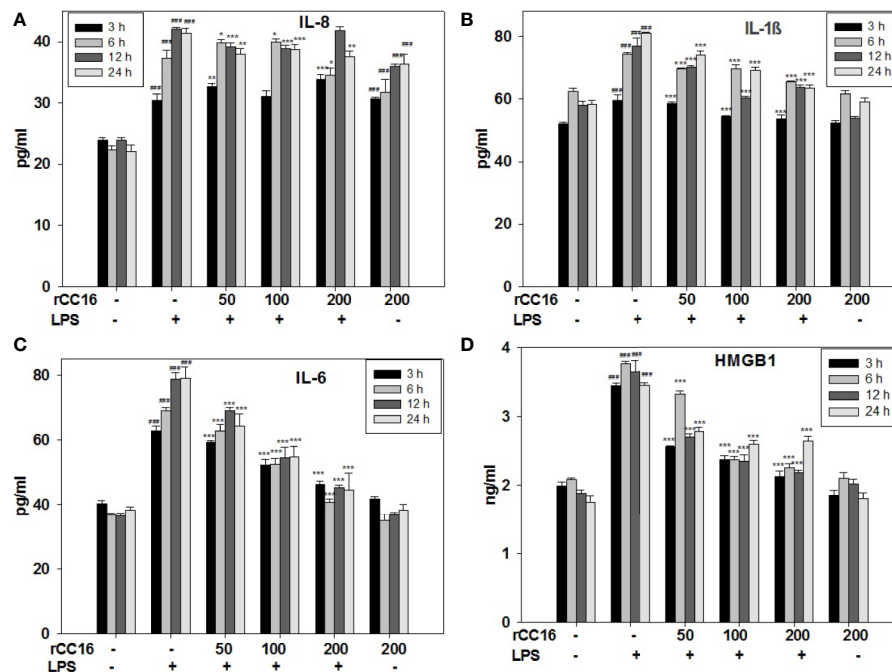 A
IL-8
3 h
6 h
12 h
24 h
pg/ml
40
30
20
10
0
### ### ### ###
** * *** **
* *** ***
*** * **
### ### ### ###
rCC16 - - 50 100 200 200
LPS - + + + + -
B
IL-1ß
3 h
6 h
12 h
24 h
pg/ml
80
60
40
20
0
### ### ### ###
*** *** *** ***
*** *** *** ***
*** *** *** ***
rCC16 - - 50 100 200 200
LPS - + + + + -
C
IL-6
3 h
6 h
12 h
24 h
pg/ml
80
60
40
20
0
### ### ### ###
*** *** *** ***
*** *** *** ***
*** *** *** ***
rCC16 - - 50 100 200 200
LPS - + + + + -
D
HMGB1
3 h
6 h
12 h
24 h
ng/ml
4
3
2
1
0
### ### ### ###
*** *** *** ***
*** *** *** ***
*** *** *** ***
rCC16 - - 50 100 200 200
LPS - + + + + -